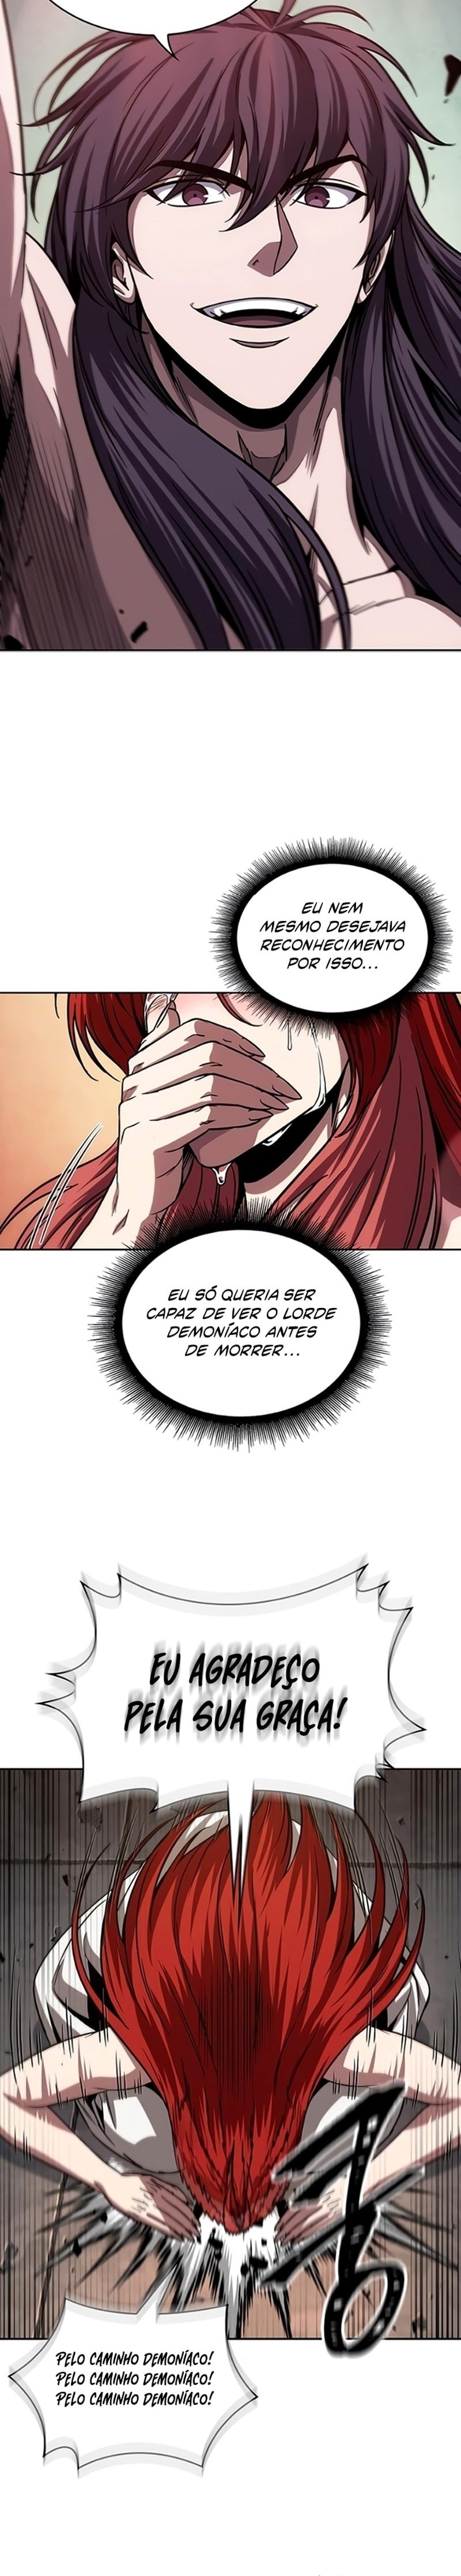 EU NEM
MESMO DESEJAVA
RECONHECIMENTO
POR ISSO...
EU SÓ QUERIA SER
CAPAZ DE VER O LORDE
DEMONÍACO ANTES
DE MORRER...
EU AGRADEÇO
PELA SUA GRAÇA!
PELO CAMINHO DEMONÍACO!
PELO CAMINHO DEMONÍACO!
PELO CAMINHO DEMONÍACO!